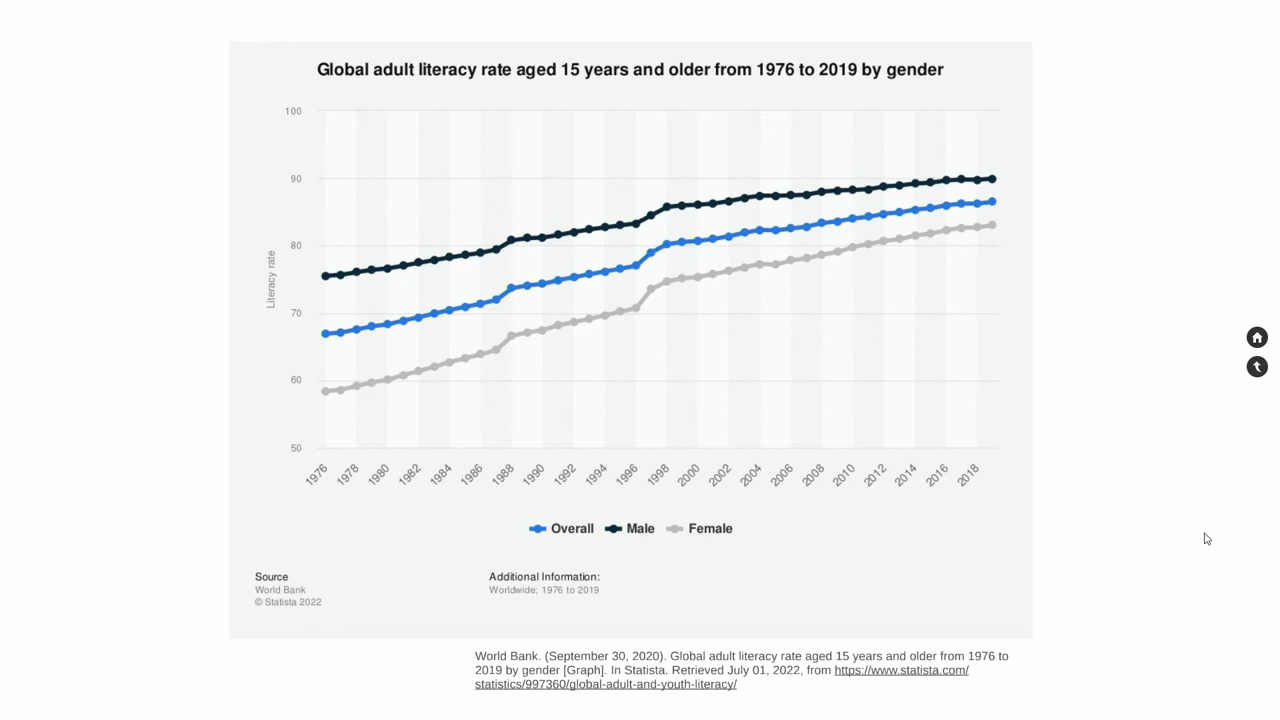 Global adult literacy rate aged 15 years and older from 1976 to 2019 by gender
100
90
80
70
60
50
Literacy rate
1976 1978 1980 1982 1984 1986 1988 1990 1992 1994 1996 1998 2000 2002 2004 2006 2008 2010 2012 2014 2016 2018
Overall Male Female
Source Additional Information:
World Bank Worldwide; 1976 to 2019
© Statista 2022
World Bank. (September 30, 2020). Global adult literacy rate aged 15 years and older from 1976 to
2019 by gender [Graph]. In Statista. Retrieved July 01, 2022, from https://www.statista.com/
statistics/997360/global-adult-and-youth-literacy/